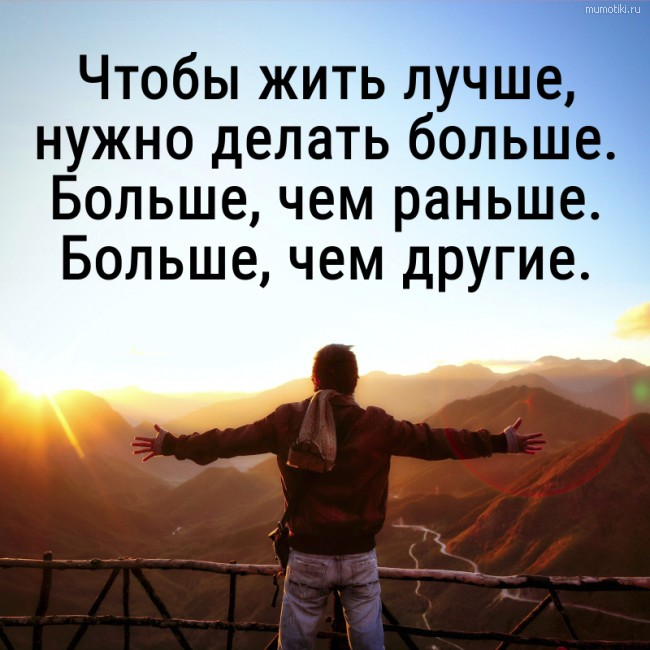 mumotiki.ru
Чтобы жить лучше,
нужно делать больше.
Больше, чем раньше.
Больше, чем другие.